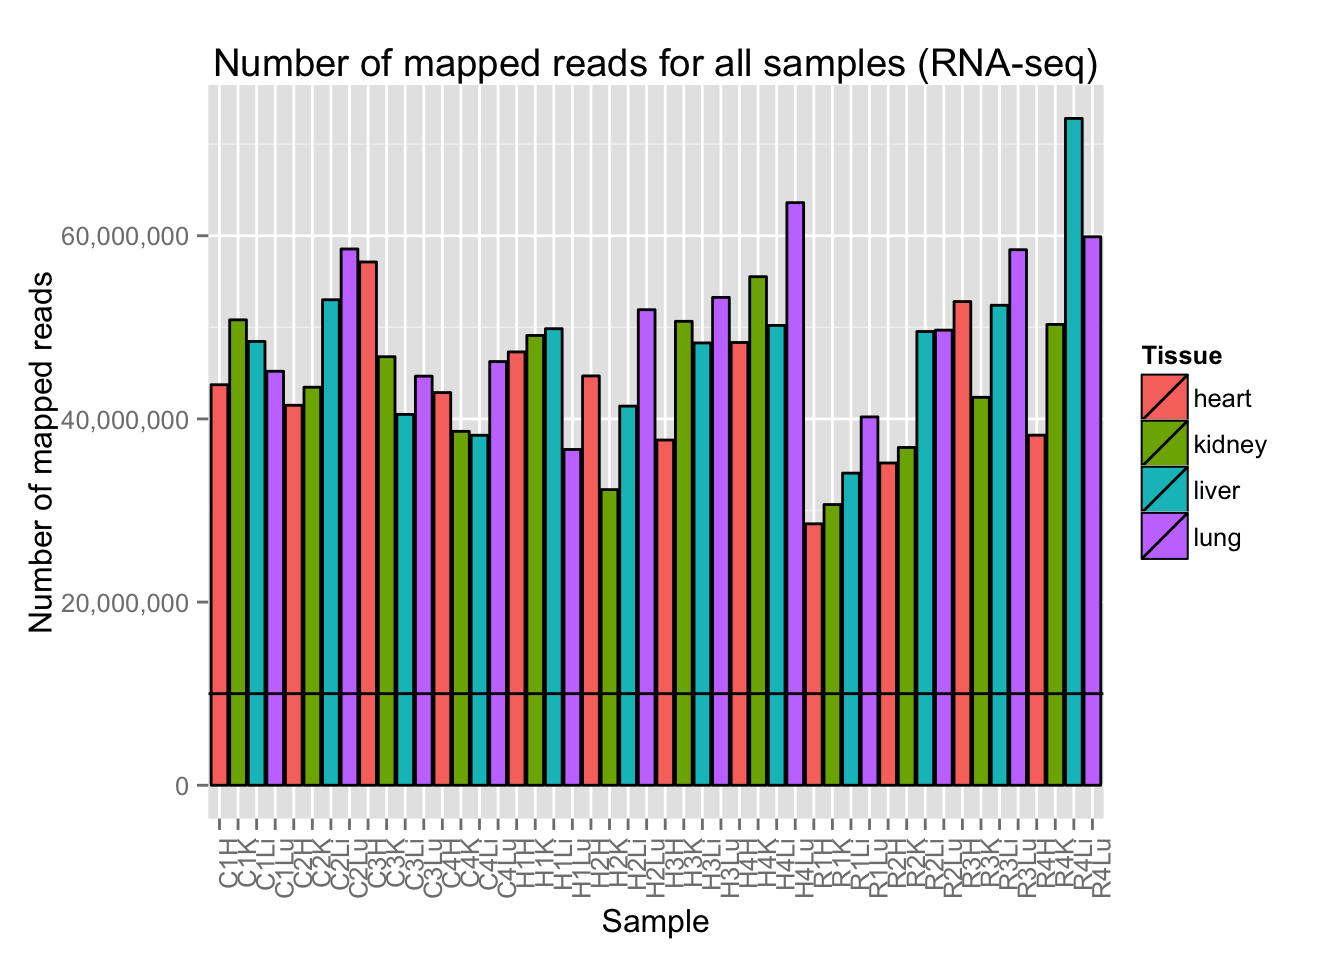 Number of mapped reads for all samples (RNA-seq)
Number of mapped reads
60,000,000
40,000,000
20,000,000
0
C1H C1K C1Li C1Lu C2H C2K C2Li C2Lu C3H C3K C3Li C3Lu C4H C4K C4Li C4Lu H1H H1K H1Li H1Lu H2H H2K H2Li H2Lu H3H H3K H3Li H3Lu H4H H4K H4Li H4Lu R1H R1K R1Li R1Lu R2H R2K R2Li R2Lu R3H R3K R3Li R3Lu R4H R4K R4Li R4Lu
Sample
Tissue
heart
kidney
liver
lung